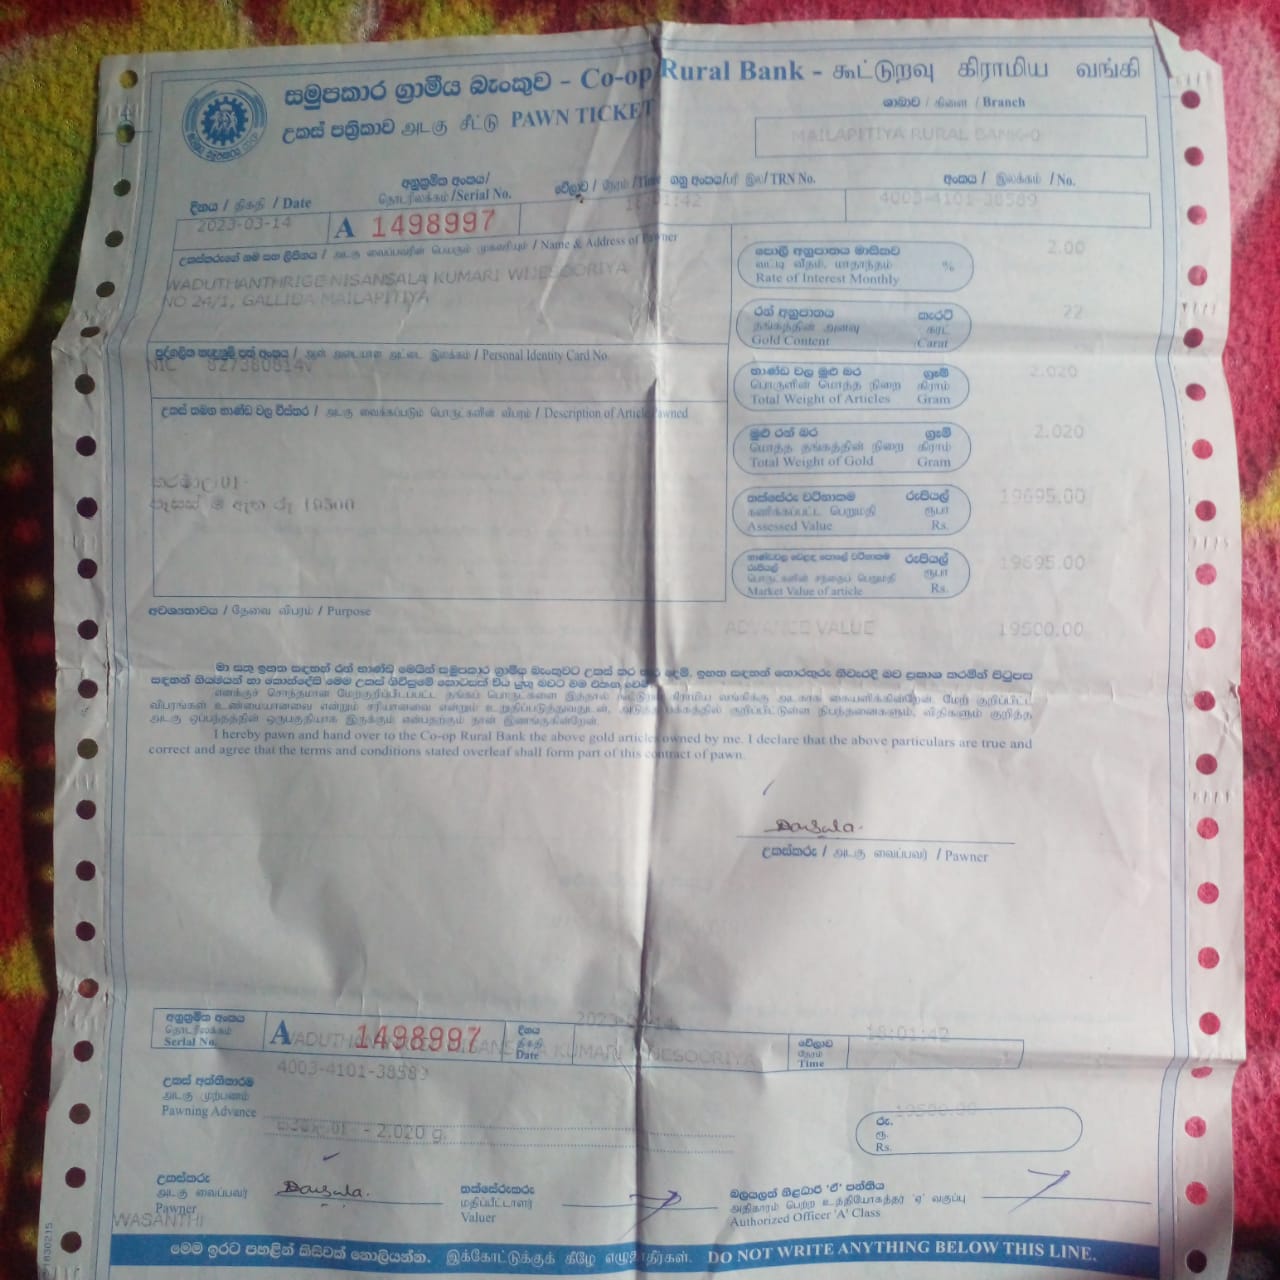 සමුපකාර ග්‍රාමීය බැංකුව - Co-op Rural Bank - கூட்டுறவு கிராமிய வங்கி
උකස් පත්‍රිකාව அடகு சீட்டு PAWN TICKET
ශාඛාව / கிளை / Branch
MAILAPITIYA RURAL BANK-0
දිනය / திகதி / Date
අනුක්‍රමික අංකය/
தொடரிலக்கம் /Serial No.
වේලාව / நேரம் /Time ගනු අංකය/பரி இல/ TRN No.
අංකය / இலக்கம் / No.
2023-03-14
A 1498997
16:01:42
4003-4101-38589
උකස්කරුගේ නම සහ ලිපිනය / அடகு வைப்பவரின் பெயரும் முகவரியும் / Name & Address of Pawner
WADUTHANTHRIGE NISANSALA KUMARI WIJESOORIYA
NO 24/1, GALLIDA MAILAPITIYA
පුද්ගලික හැඳුනුම් පත් අංකය / ஆள் அடையாள அட்டை இலக்கம் / Personal Identity Card No.
NIC 827380814V
උකස් තබන භාණ්ඩ වල විස්තර / அடகு வைக்கப்படும் பொருட்களின் விபரம் / Description of Article Pawned
කරමාල 01-
පෑසස් ම් ඇත රු 19500
පොලී අනුපාතය මාසිකව
வட்டி வீதம், மாதாந்தம் %
Rate of Interest Monthly
2.00
රන් අනුපාතය කැරට්
தங்கத்தின் அளவு கரட்
Gold Content Carat
22
භාණ්ඩ වල මුළු බර ග්‍රෑම්
பொருளின் மொத்த நிறை கிராம்
Total Weight of Articles Gram
2.020
මුළු රන් බර ග්‍රෑම්
மொத்த தங்கத்தின் நிறை கிராம்
Total Weight of Gold Gram
2.020
තක්සේරු වටිනාකම රුපියල්
கணிக்கப்பட்ட பெறுமதி ரூபா
Assessed Value Rs.
19695.00
භාණ්ඩවල වෙළඳ පොලේ වටිනාකම රුපියල්
රුපියල්
பொருட்களின் சந்தைப் பெறுமதி ரூபா
Market Value of article Rs.
19695.00
අවශ්‍යතාවය / தேவை விபரம் / Purpose
ADVANCE VALUE 19500.00
මා සතු ඉහත සඳහන් රන් භාණ්ඩ මෙයින් සමුපකාර ග්‍රාමීය බැංකුවට උකස් කර භාර දෙමි. ඉහත සඳහන් තොරතුරු නිවැරදි බව ප්‍රකාශ කරමින් පිටුපස
සඳහන් නියමයන් හා කොන්දේසි මෙම උකස් ගිවිසුමේ කොටසක් විය යුතු බවට මම එකඟ වෙමි.
எனக்குச் சொந்தமான மேற்குறிப்பிடப்பட்ட தங்கப் பொருட்களை இத்தால் கூட்டுறவு கிராமிய வங்கிக்கு அடகாக கையளிக்கின்றேன். மேற் குறிப்பிட்ட
விபரங்கள் உண்மையானவை என்றும் சரியானவை என்றும் உறுதிப்படுத்துவதுடன், அடுத்த பக்கத்தில் குறிப்பிட்டுள்ள நிபந்தனைகளும், விதிகளும் குறித்த
அடகு ஒப்பந்தத்தின் ஒருபகுதியாக இருக்கும் என்பதற்கும் நான் இணங்குகின்றேன்.
I hereby pawn and hand over to the Co-op Rural Bank the above gold articles owned by me. I declare that the above particulars are true and
correct and agree that the terms and conditions stated overleaf shall form part of this contract of pawn.
උකස්කරු / அடகு வைப்பவர் / Pawner
අනුක්‍රමික අංකය
தொடரிலக்கம்
Serial No.
A 1498997
දිනය
திகதி
Date
2023-03-14
වේලාව
நேரம்
Time
16:01:42
WADUTHANTHRIGE NISANSALA KUMARI WIJESOORIYA
4003-4101-38589
උකස් අත්තිකාරම
அடகு முற்பணம்
Pawning Advance
කරමාල 01 - 2.020 g
19500.00
රු.
ரூ.
Rs.
උකස්කරු
அடகு வைப்பவர்
Pawner
තක්සේරුකරු
மதிப்பீட்டாளர்
Valuer
බලයලත් නිළධාරී 'ඒ' පන්තිය
அதிகாரம் பெற்ற உத்தியோகத்தர் 'ஏ' வகுப்பு
Authorized Officer 'A' Class
WASANTHI
මෙම ඉරට පහළින් කිසිවක් නොලියන්න. இக்கோட்டுக்குக் கீழே எழுதாதீர்கள். DO NOT WRITE ANYTHING BELOW THIS LINE.